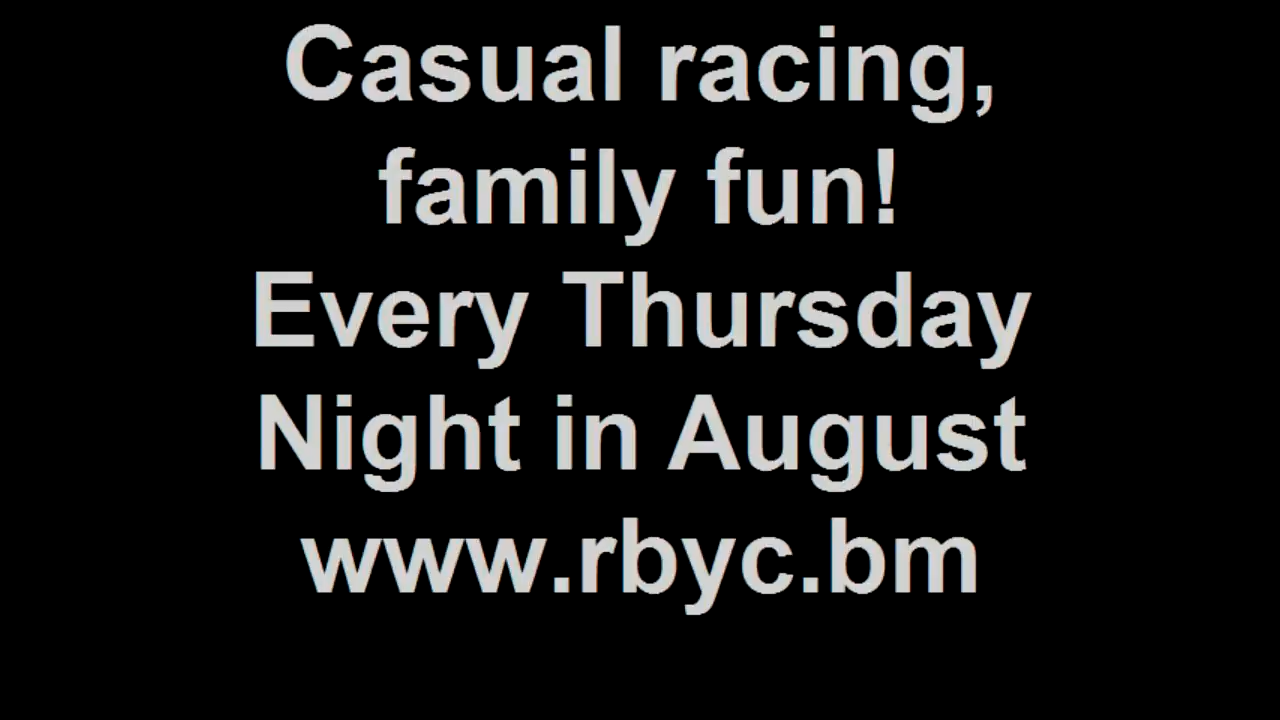 Casual racing,
family fun!
Every Thursday
Night in August
www.rbyc.bm